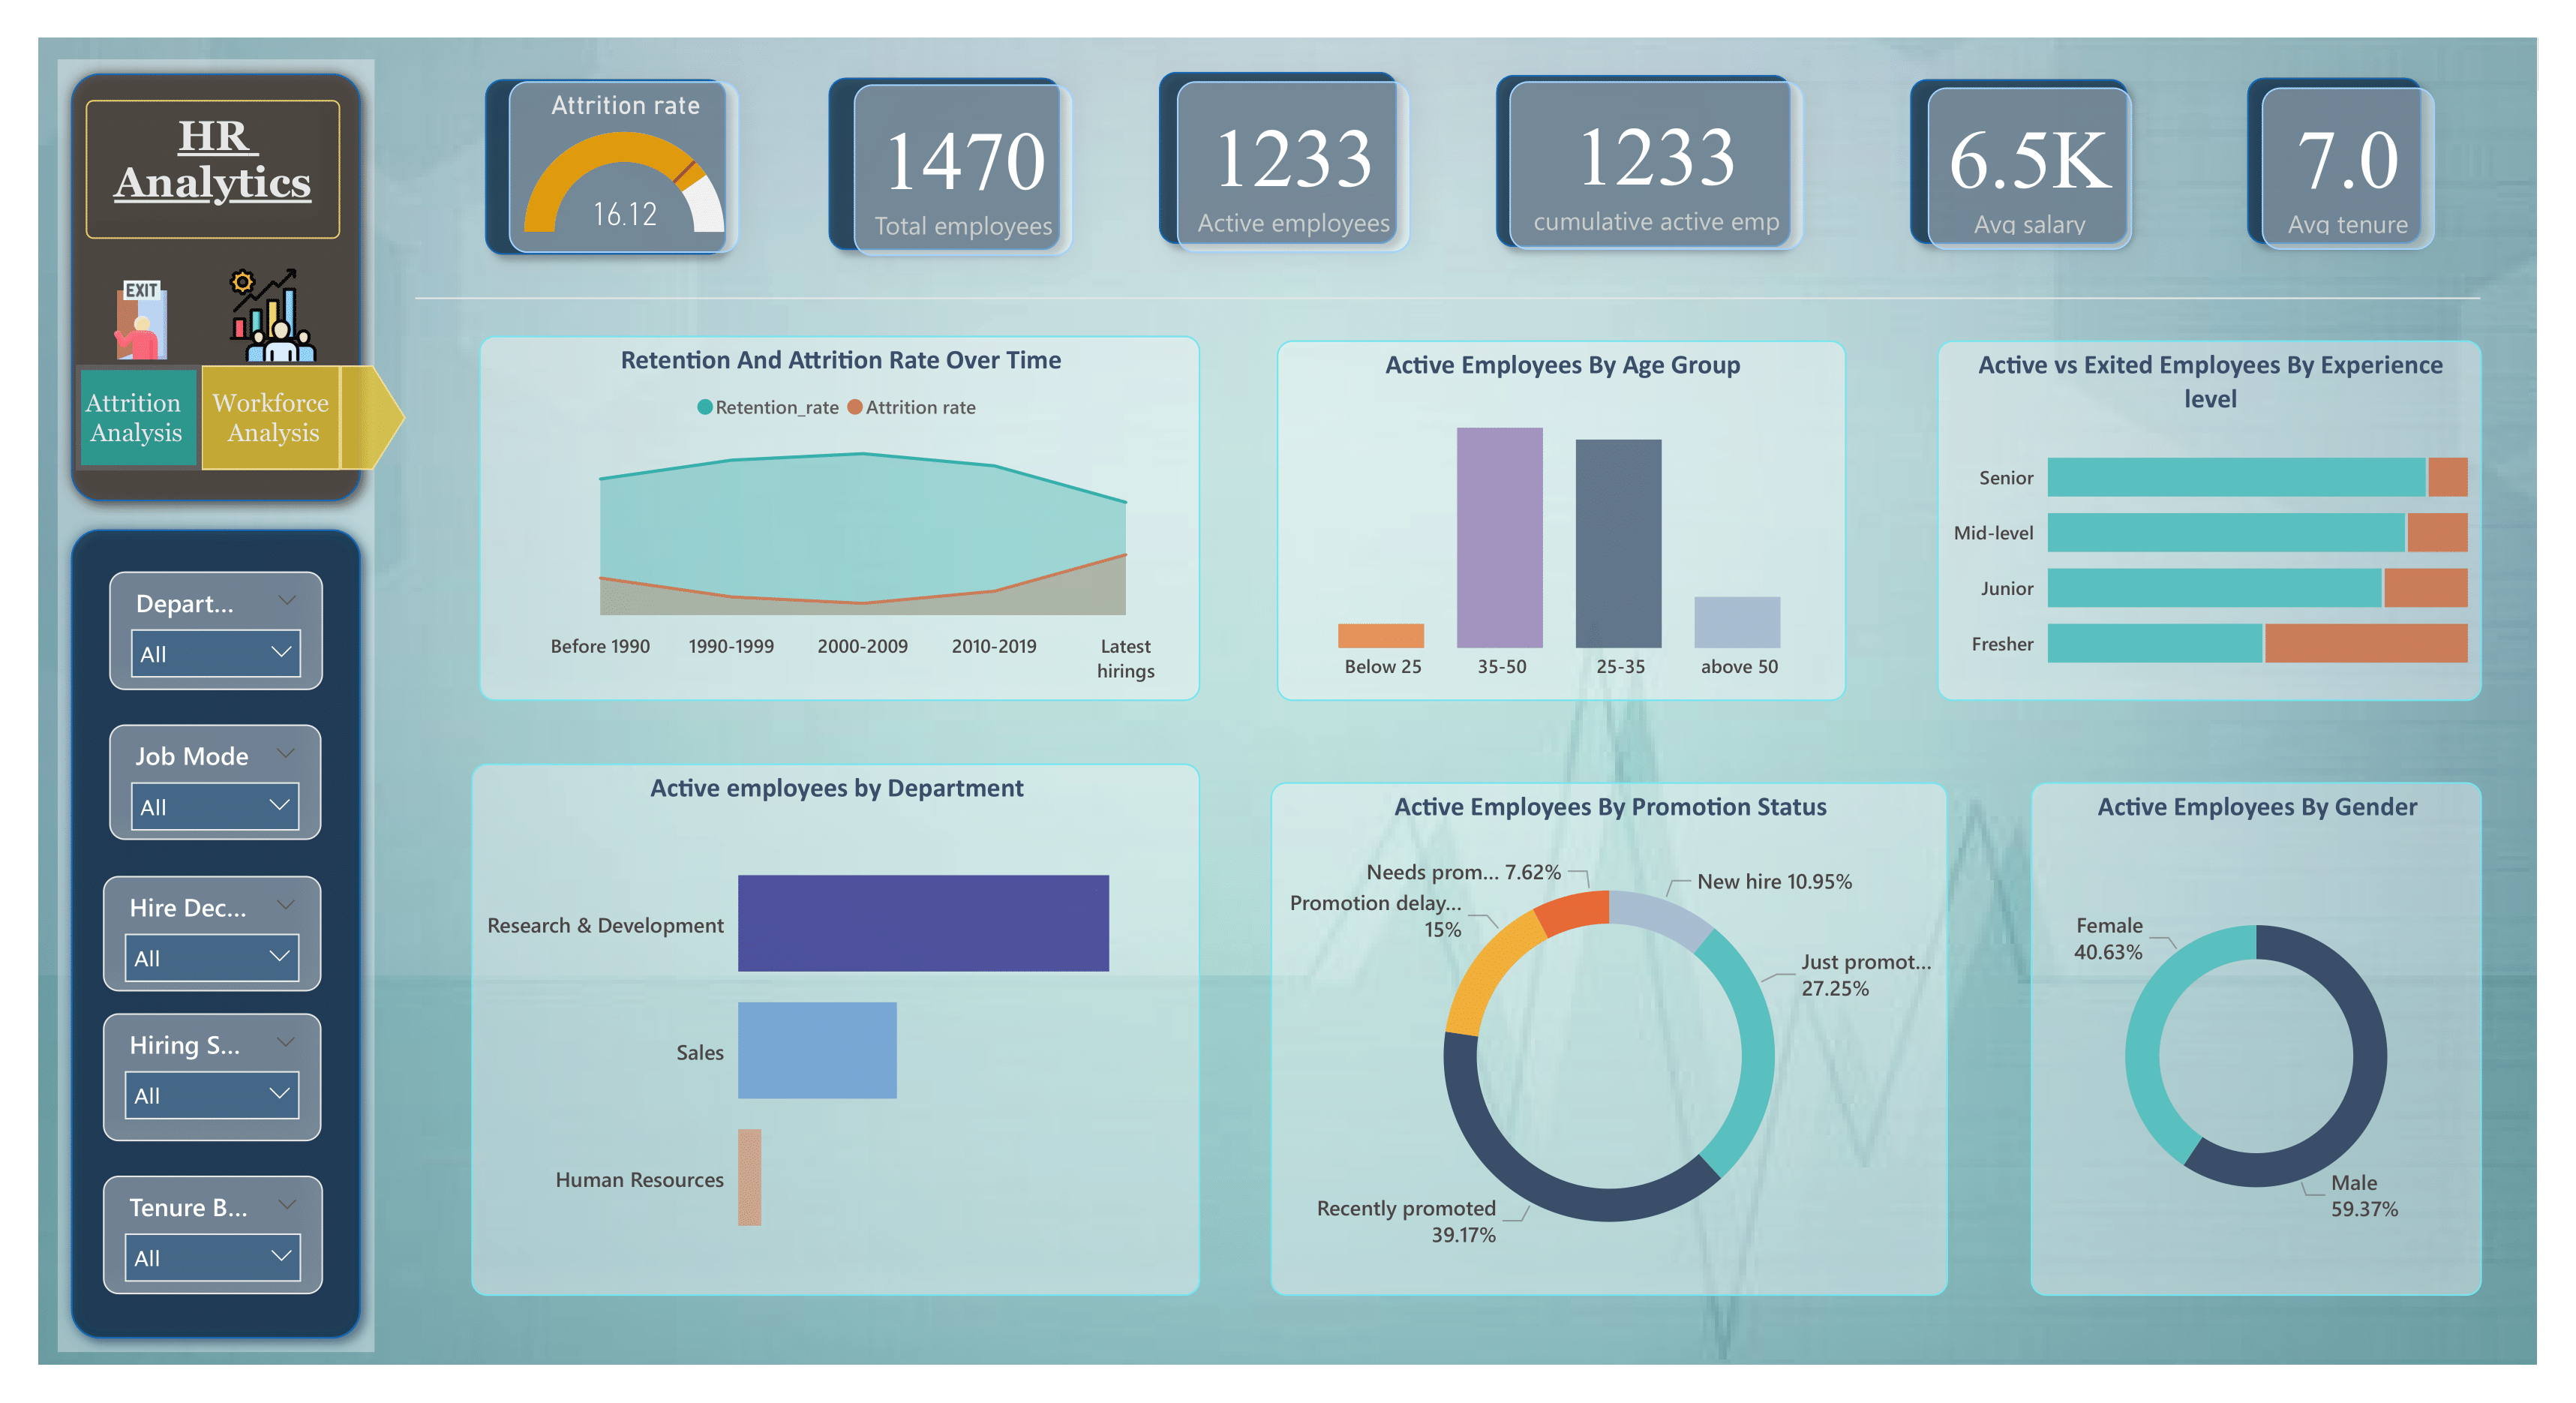 HR
Analytics
EXIT
Attrition
Analysis
Workforce
Analysis
Depart...
All
Job Mode
All
Hire Dec...
All
Hiring S...
All
Tenure B...
All
Attrition rate
16.12
1470
Total employees
1233
Active employees
1233
cumulative active emp
6.5K
Avg salary
7.0
Avg tenure
Retention And Attrition Rate Over Time
Retention_rate
Attrition rate
Before 1990
1990-1999
2000-2009
2010-2019
Latest
hirings
Active Employees By Age Group
Below 25
35-50
25-35
above 50
Active vs Exited Employees By Experience
level
Senior
Mid-level
Junior
Fresher
Active employees by Department
Research & Development
Sales
Human Resources
Active Employees By Promotion Status
Needs prom... 7.62%
New hire 10.95%
Promotion delay...
15%
Just promot...
27.25%
Recently promoted
39.17%
Active Employees By Gender
Female
40.63%
Male
59.37%